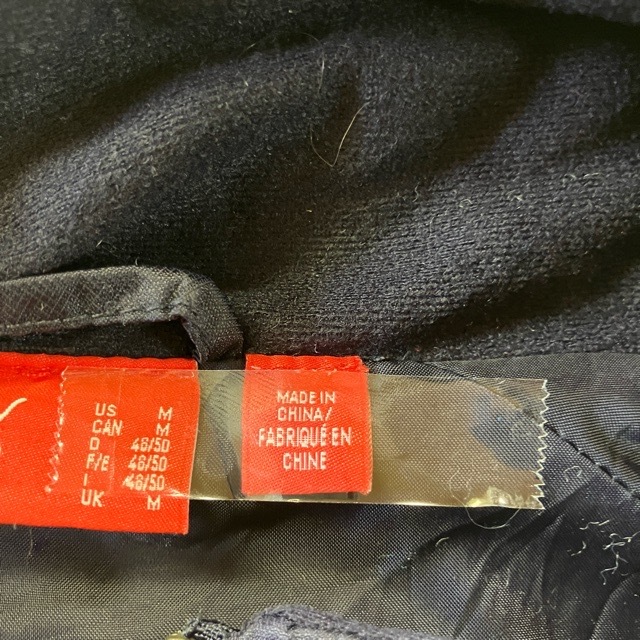 US M
CAN M
D 48/50
F/E 48/50
I 48/50
UK M
MADE IN
CHINA/
FABRIQUÉ EN
CHINE